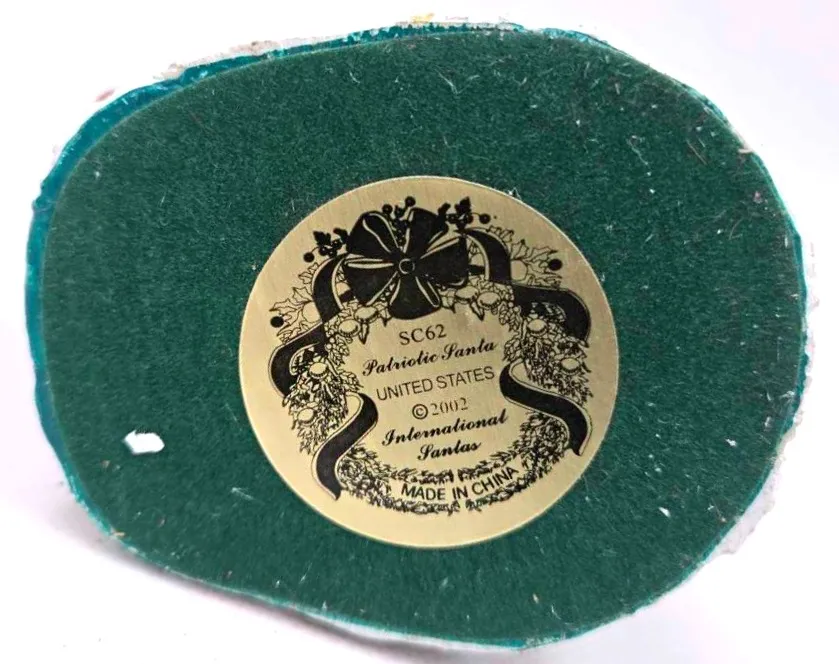 SC62
Patriotic Santa
UNITED STATES
©2002
International
Santas
MADE IN CHINA